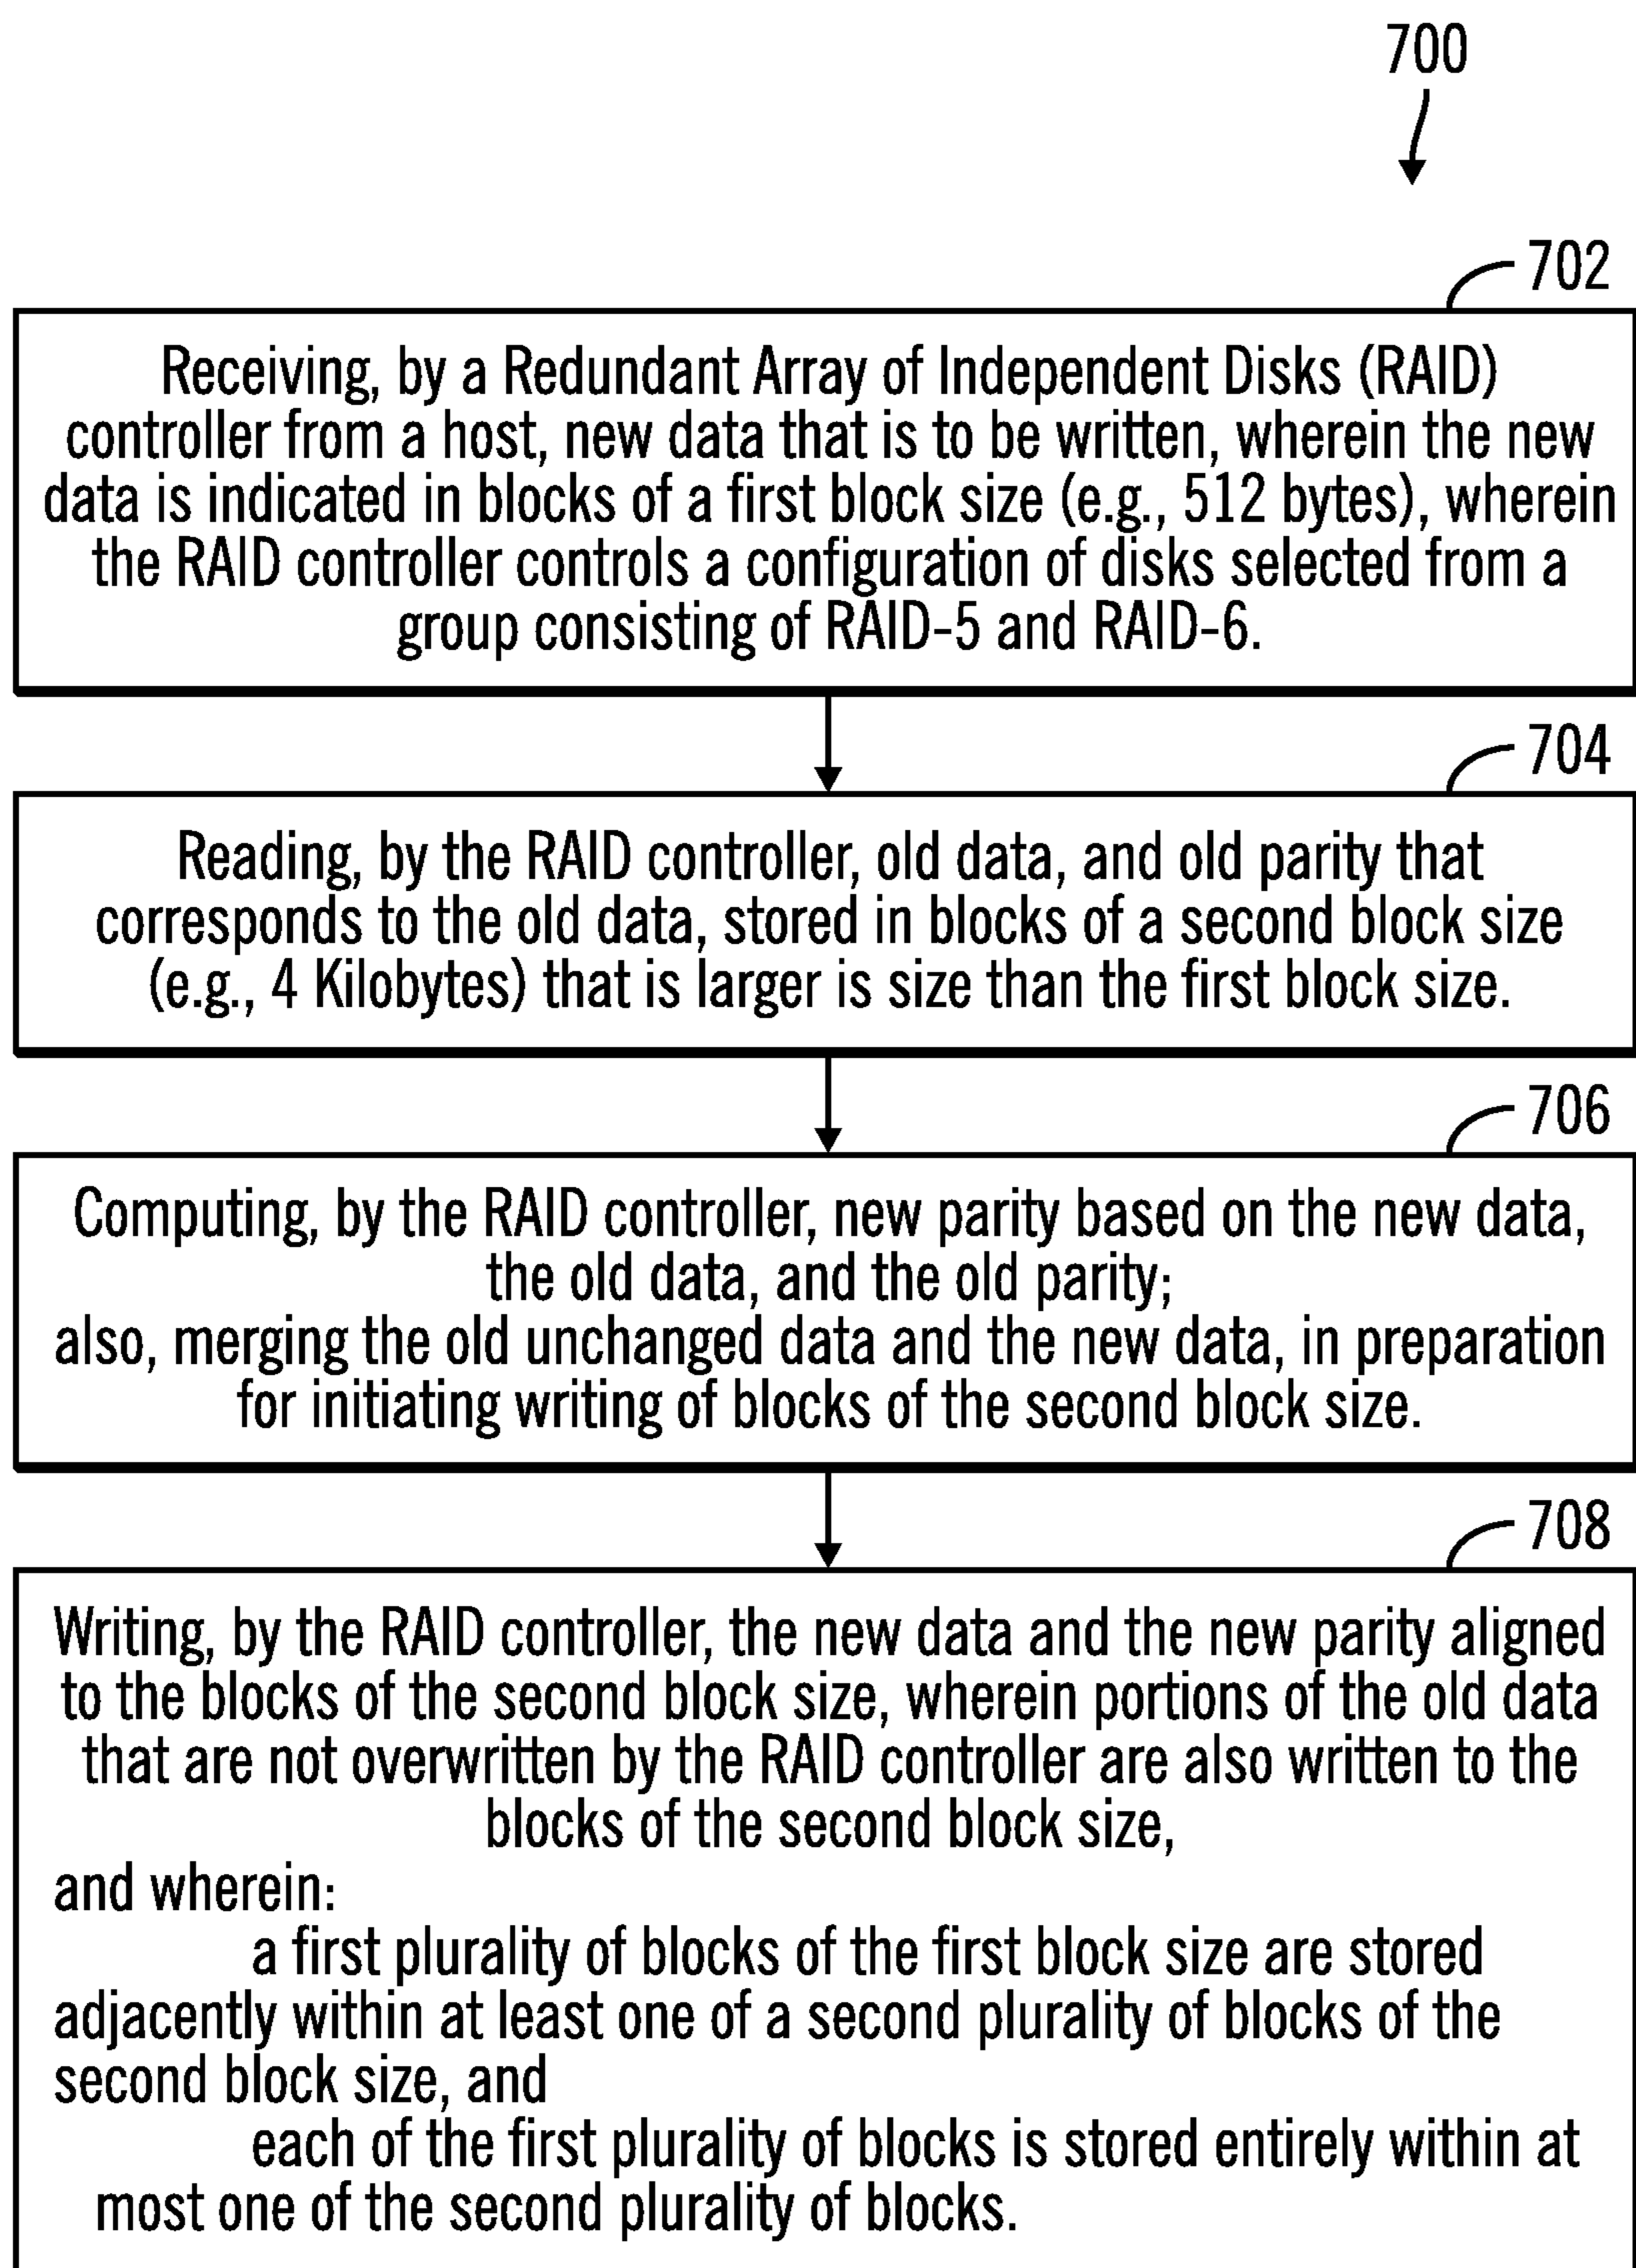 700
702
Receiving, by a Redundant Array of Independent Disks (RAID)
controller from a host, new data that is to be written, wherein the new
data is indicated in blocks of a first block size (e.g., 512 bytes), wherein
the RAID controller controls a configuration of disks selected from a
group consisting of RAID-5 and RAID-6.
704
Reading, by the RAID controller, old data, and old parity that
corresponds to the old data, stored in blocks of a second block size
(e.g., 4 Kilobytes) that is larger is size than the first block size.
706
Computing, by the RAID controller, new parity based on the new data,
the old data, and the old parity;
also, merging the old unchanged data and the new data, in preparation
for initiating writing of blocks of the second block size.
708
Writing, by the RAID controller, the new data and the new parity aligned
to the blocks of the second block size, wherein portions of the old data
that are not overwritten by the RAID controller are also written to the
blocks of the second block size,
and wherein:
a first plurality of blocks of the first block size are stored
adjacently within at least one of a second plurality of blocks of the
second block size, and
each of the first plurality of blocks is stored entirely within at
most one of the second plurality of blocks.